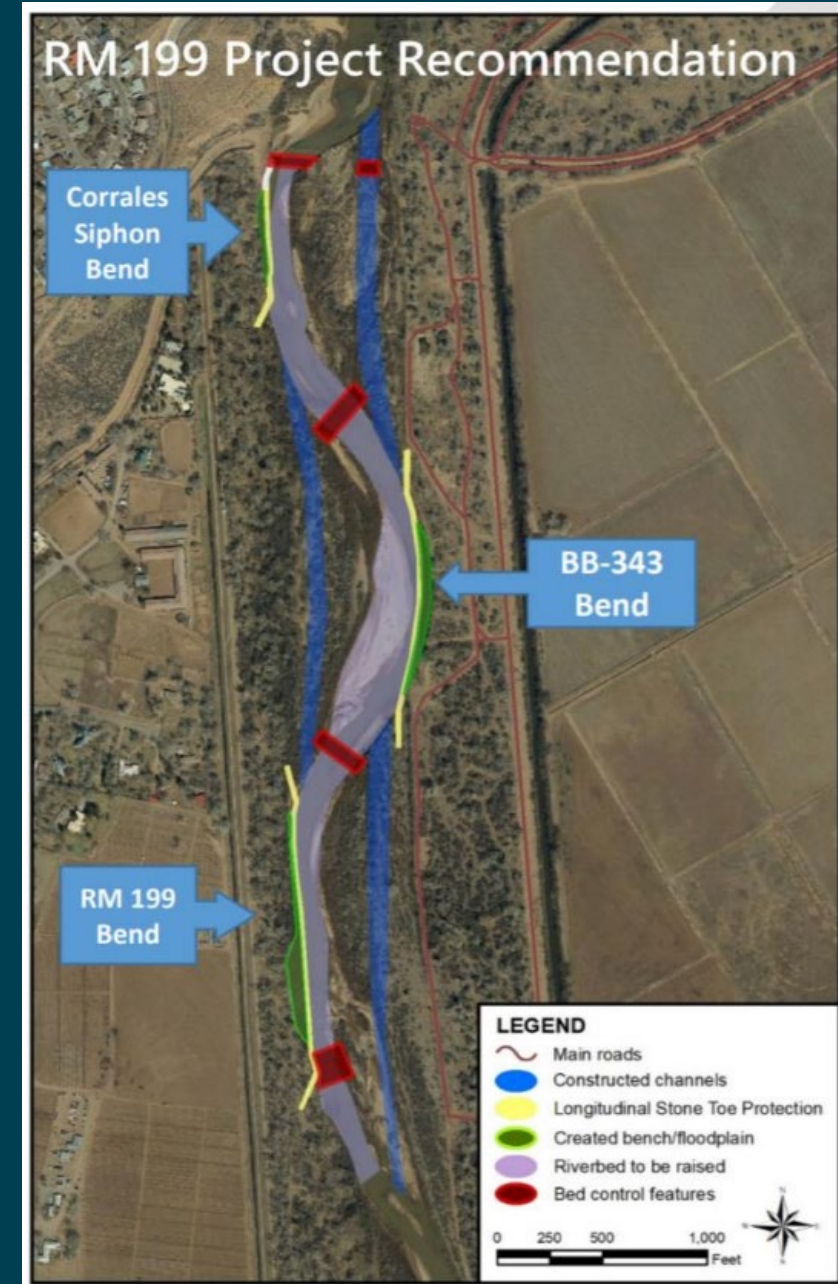 RM 199 Project Recommendation
Corrales
Siphon
Bend
BB-343
Bend
RM 199
Bend
LEGEND
Main roads
Constructed channels
Longitudinal Stone Toe Protection
Created bench/floodplain
Riverbed to be raised
Bed control features
0 250 500 1,000
Feet